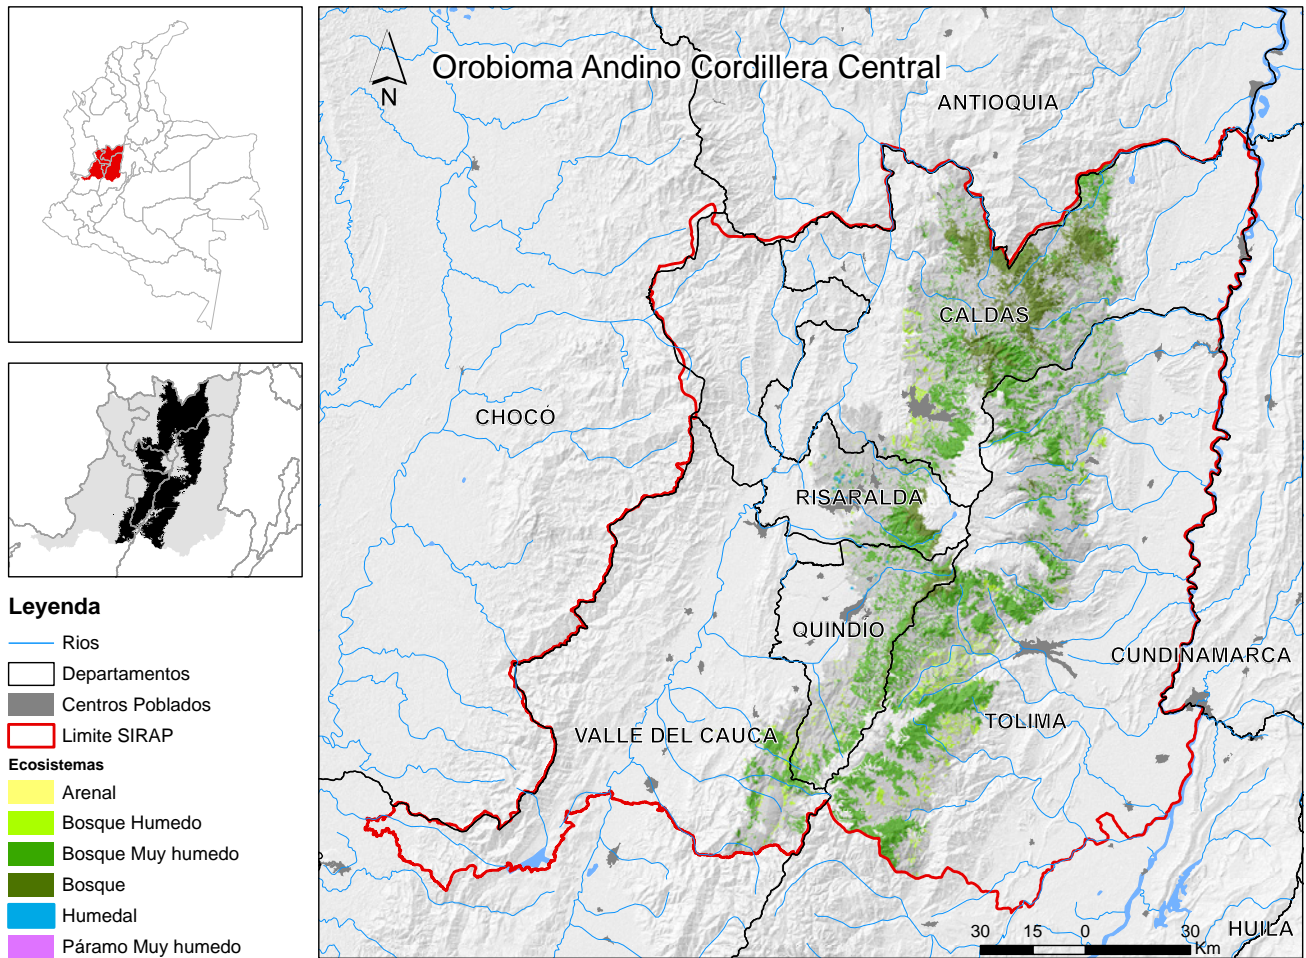 Orobioma Andino Cordillera Central
N
ANTIOQUIA
CALDAS
CHOCÓ
RISARALDA
QUINDÍO
CUNDINAMARCA
TOLIMA
VALLE DEL CAUCA
HUILA
30 15 0 30
Km
Leyenda
Rios
Departamentos
Centros Poblados
Limite SIRAP
Ecosistemas
Arenal
Bosque Humedo
Bosque Muy humedo
Bosque
Humedal
Páramo Muy humedo